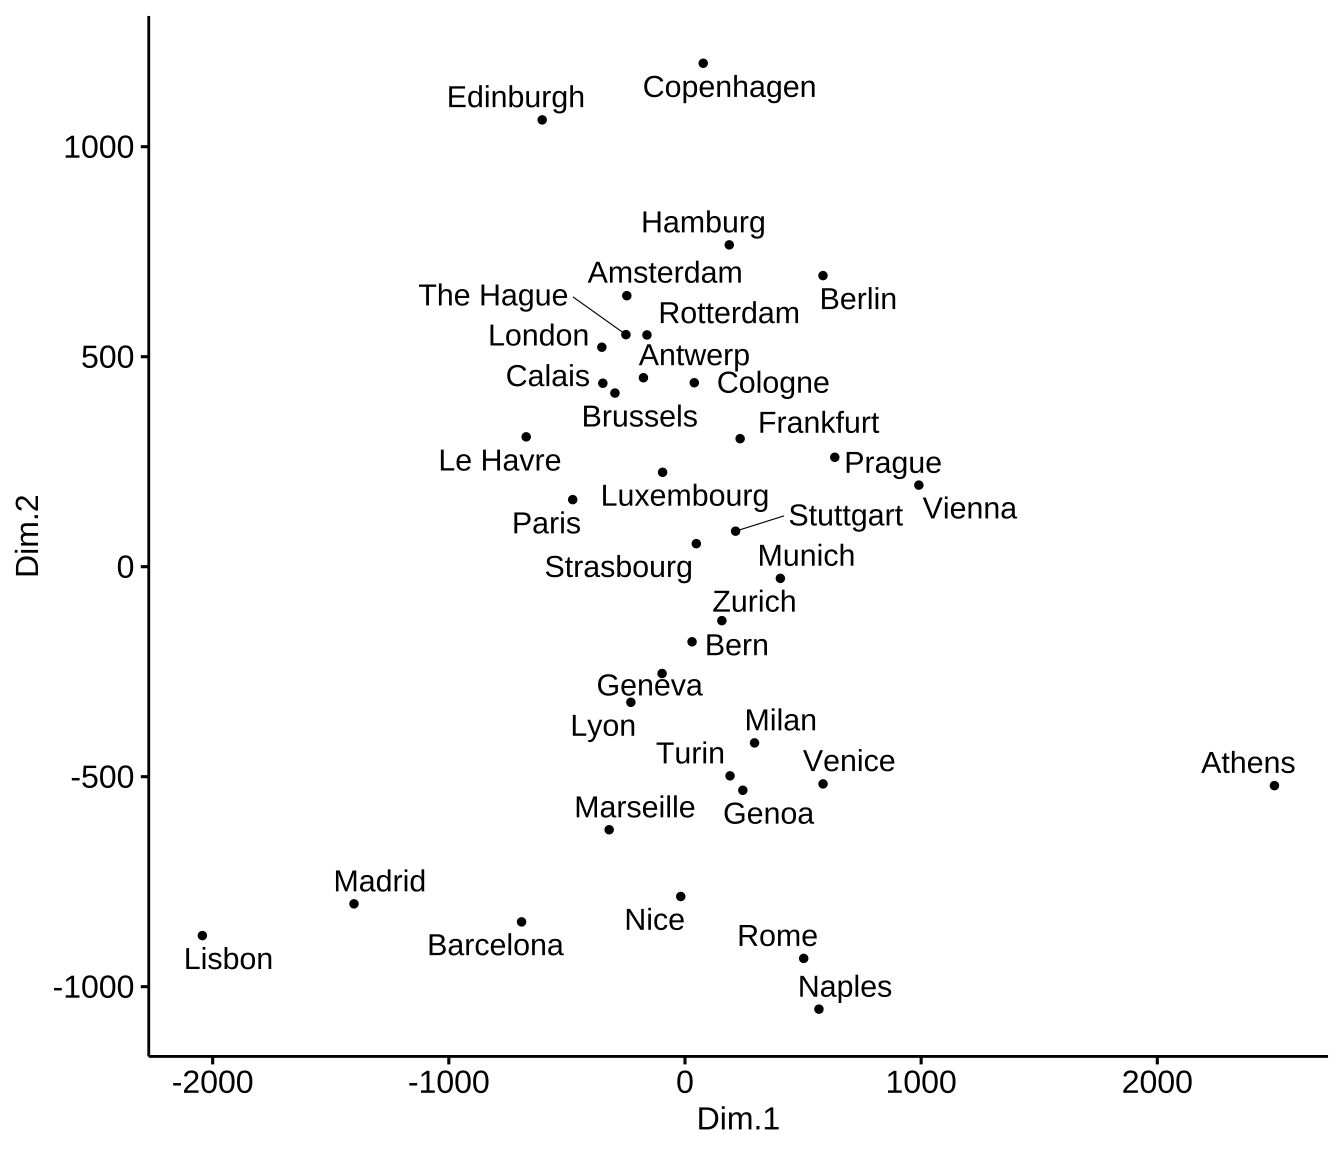 Copenhagen
Edinburgh
1000
Hamburg
Amsterdam
The Hague
Berlin
Rotterdam
London
500
Antwerp
Calais
Cologne
Brussels
Frankfurt
Le Havre
Prague
Luxembourg
Vienna
Stuttgart
Paris
Dim.2
Munich
0
Strasbourg
Zurich
Bern
Geneva
Milan
Lyon
Turin
Venice
Athens
-500
Marseille
Genoa
Madrid
Nice
Rome
Barcelona
Lisbon
-1000
Naples
-2000 -1000 0 1000 2000
Dim.1